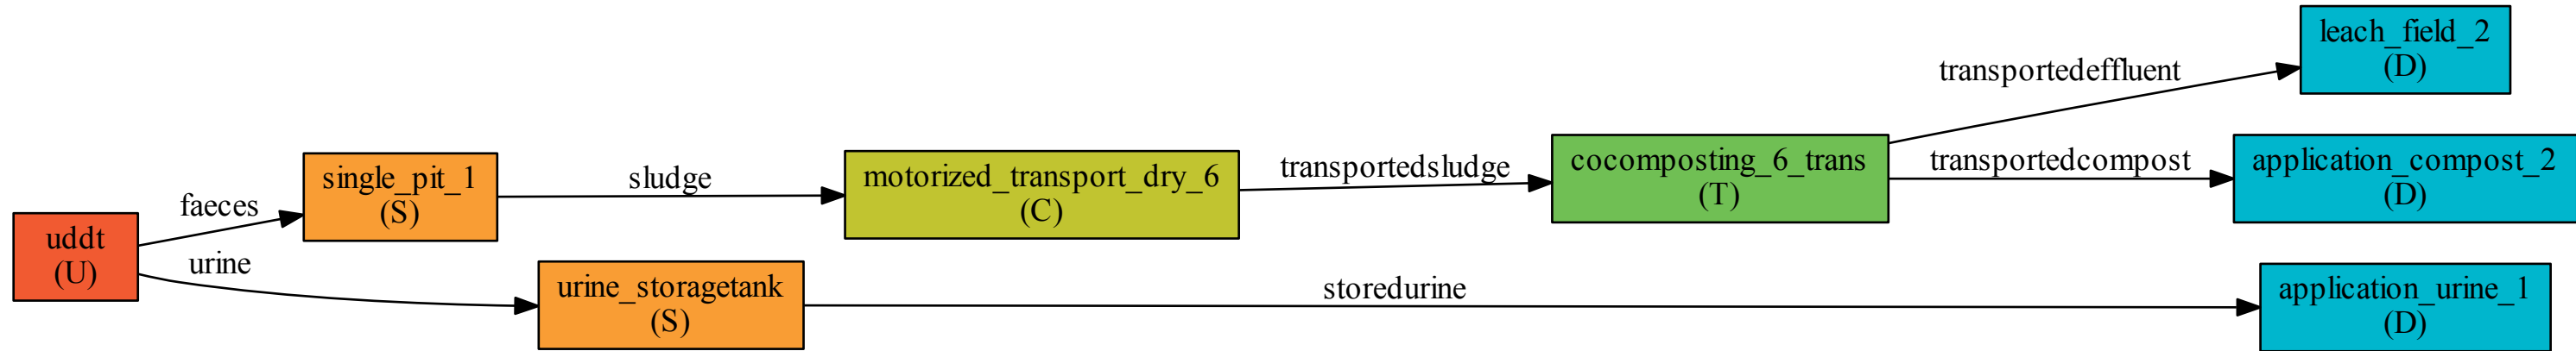 uddt
(U)
faeces
urine
single_pit_1
(S)
sludge
urine_storagetank
(S)
motorized_transport_dry_6
(C)
transportedsludge
storedurine
cocomposting_6_trans
(T)
transportedeffluent
transportedcompost
leach_field_2
(D)
application_compost_2
(D)
application_urine_1
(D)